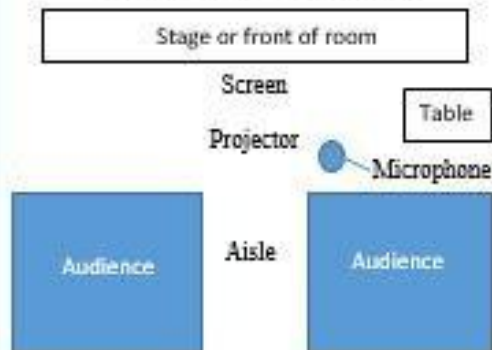 Stage or front of room
Screen
Table
Projector
Microphone
Aisle
Audience
Audience